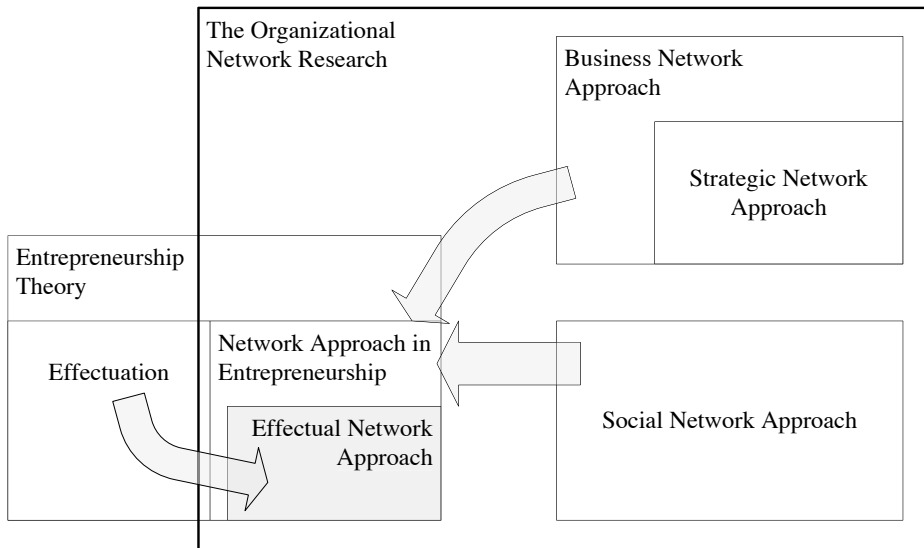 The Organizational
Network Research
Business Network
Approach
Strategic Network
Approach
Entrepreneurship
Theory
Effectuation
Network Approach in
Entrepreneurship
Effectual Network
Approach
Social Network Approach